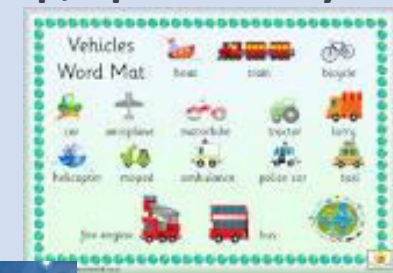 Vehicles
Word Mat
boat train bicycle
car aeroplane motorbike tractor lorry
helicopter moped ambulance police car taxi
fire engine bus